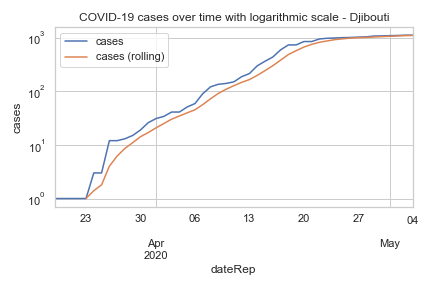 COVID-19 cases over time with logarithmic scale - Djibouti
cases
cases (rolling)
10³
10²
10¹
10⁰
cases
23
30
06
13
20
27
04
Apr
2020
May
dateRep